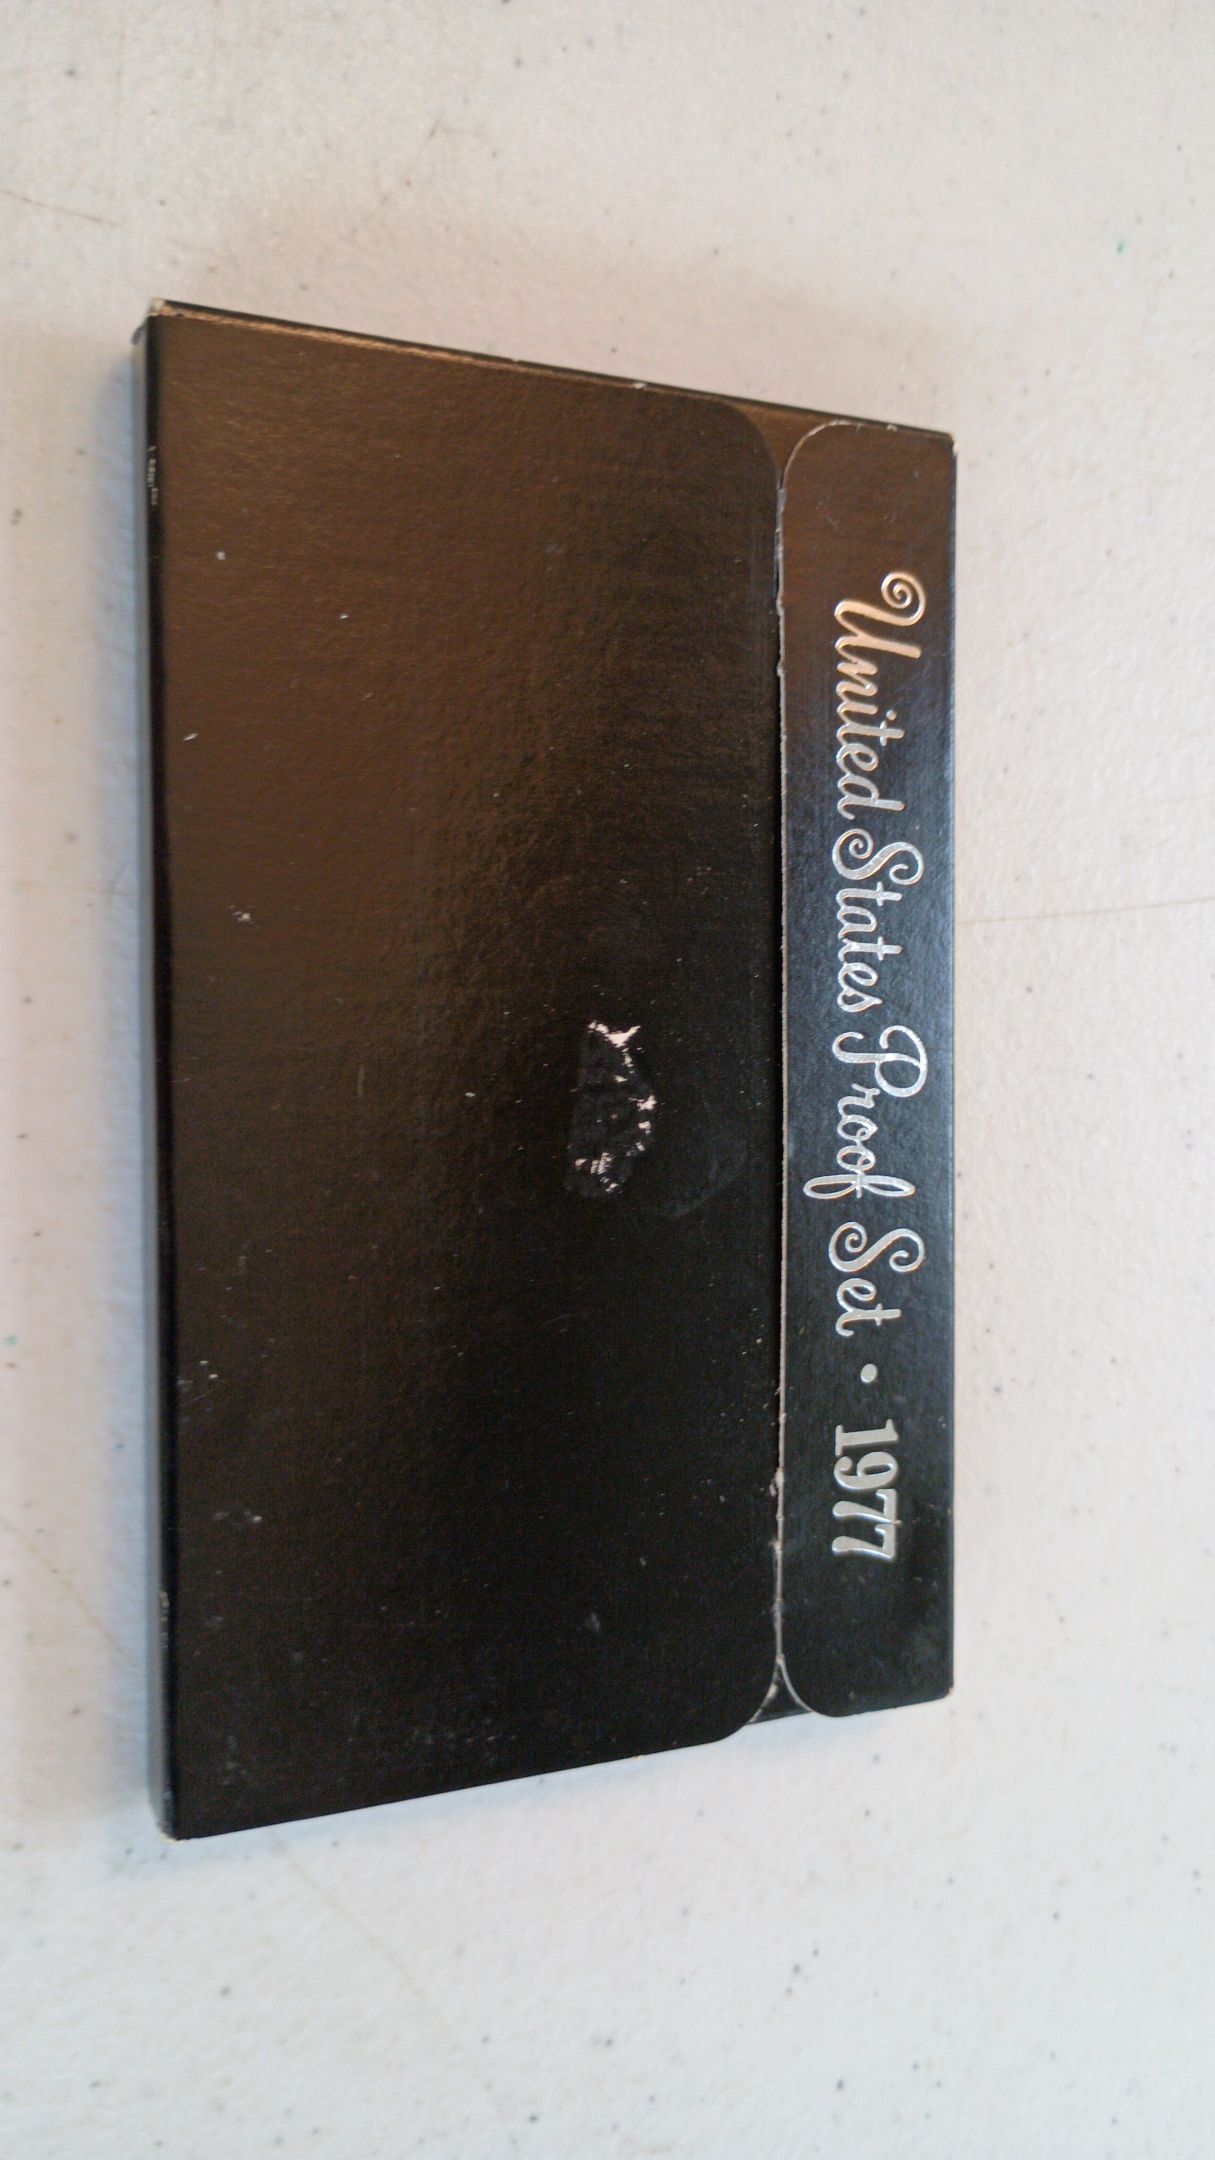 United States Proof Set • 1977